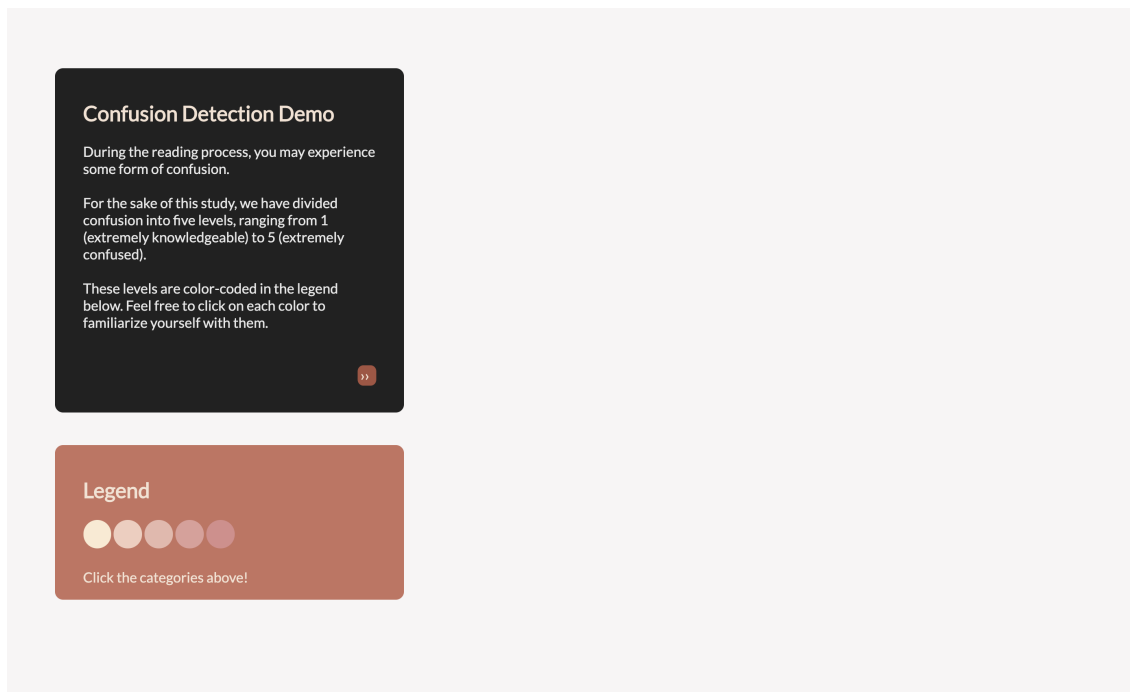 Confusion Detection Demo
During the reading process, you may experience
some form of confusion.
For the sake of this study, we have divided
confusion into five levels, ranging from 1
(extremely knowledgeable) to 5 (extremely
confused).
These levels are color-coded in the legend
below. Feel free to click on each color to
familiarize yourself with them.
››
Legend
Click the categories above!